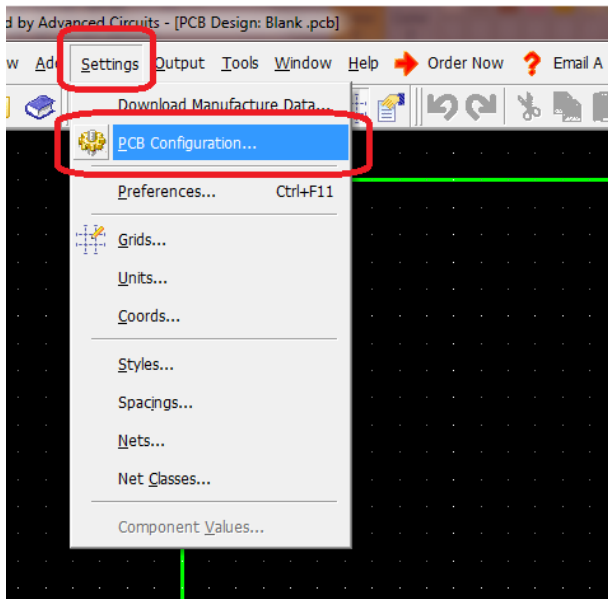 d by Advanced Circuits - [PCB Design: Blank .pcb]
w Add Settings Output Tools Window Help Order Now ? Email A
Download Manufacture Data...
PCB Configuration...
Preferences... Ctrl+F11
Grids...
Units...
Coords...
Styles...
Spacings...
Nets...
Net Classes...
Component Values...